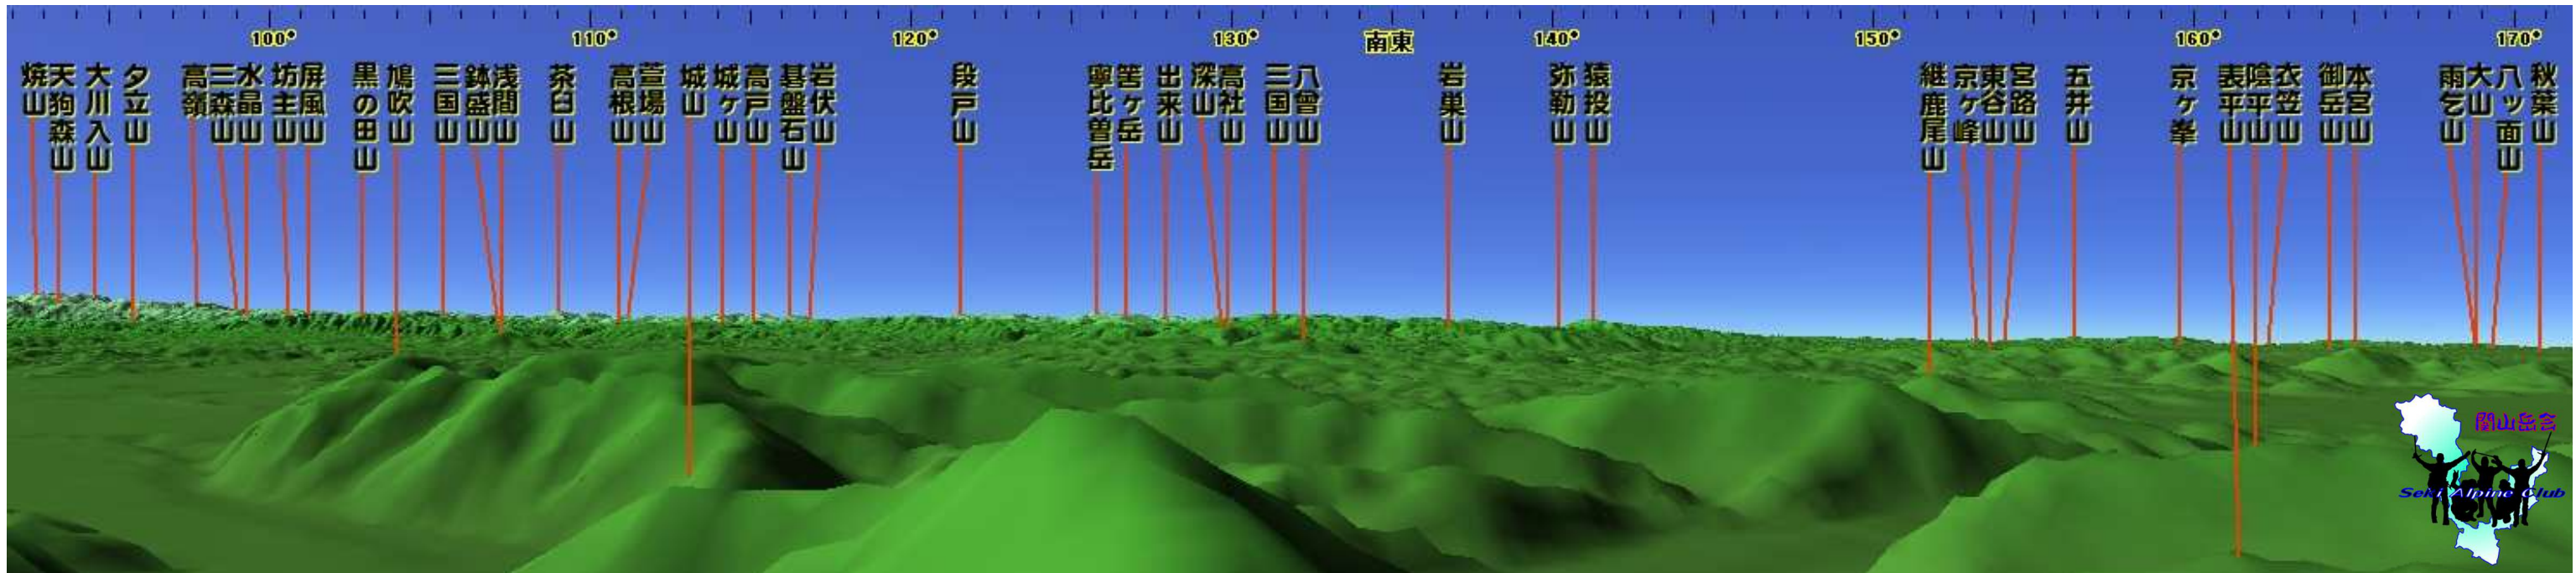 100°
110°
120°
130°
南東
140°
150°
160°
170°
焼山
天狗森山
大川入山
夕立山
高嶺
三森山
水晶山
坊主山
屏風山
黒の田山
鳩吹山
三国山
鉢盛山
浅間山
茶臼山
高根山
萱場山
城山
城ヶ山
高戸山
碁盤石山
岩伏山
段戸山
寧比曽岳
筈ヶ岳
出来山
深山
高社山
三国山
八曽山
岩巣山
弥勒山
猿投山
継鹿尾山
京ヶ峰
東谷山
宮路山
五井山
京ヶ峯
表平山
陰平山
衣笠山
御岳山
本宮山
雨乞山
大山
八ッ面山
秋葉山
関山岳会
Seki Alpine Club